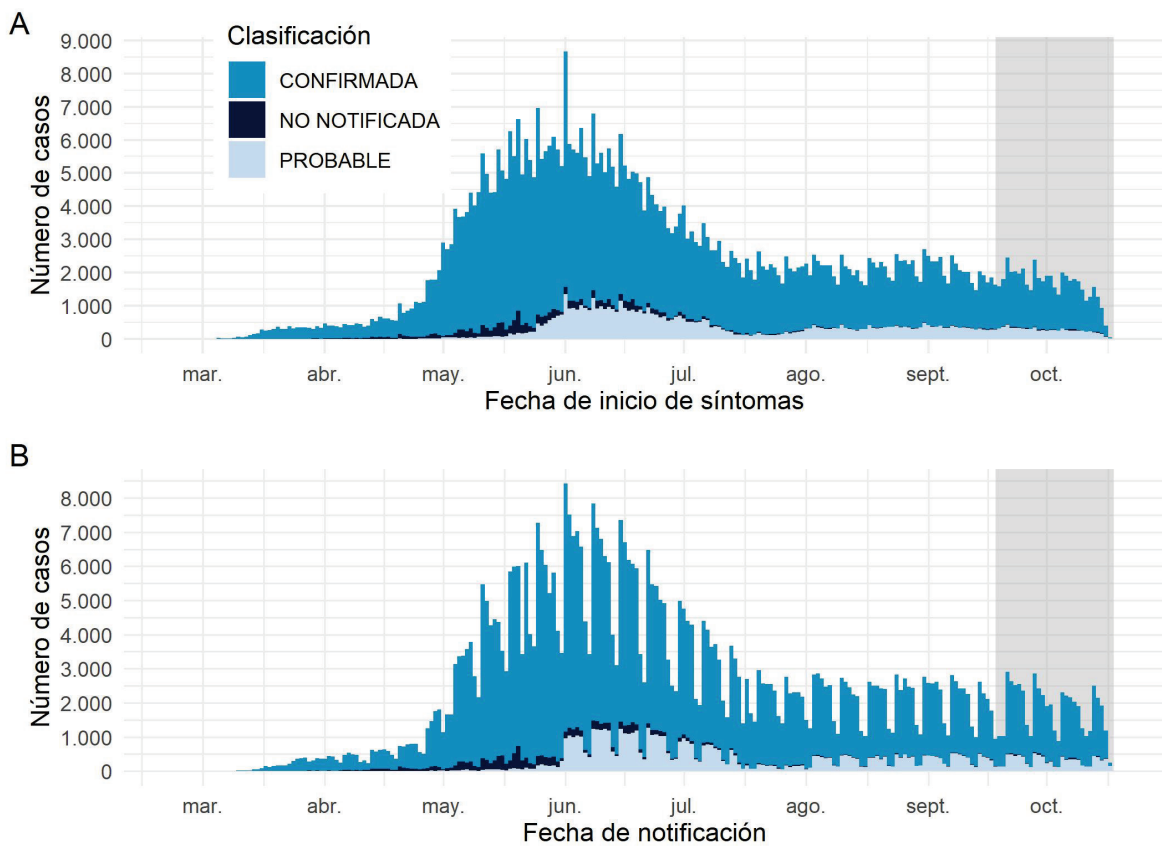 A
Clasificación
CONFIRMADA
NO NOTIFICADA
PROBABLE
Número de casos
9.000
8.000
7.000
6.000
5.000
4.000
3.000
2.000
1.000
0
mar. abr. may. jun. jul. ago. sept. oct.
Fecha de inicio de síntomas
B
Número de casos
8.000
7.000
6.000
5.000
4.000
3.000
2.000
1.000
0
mar. abr. may. jun. jul. ago. sept. oct.
Fecha de notificación